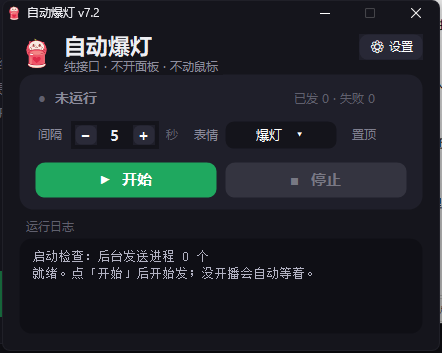 自动爆灯 v7.2
自动爆灯
纯接口 · 不开面板 · 不动鼠标
设置
未运行
已发 0 · 失败 0
间隔 − 5 + 秒 表情 爆灯 置顶
开始
停止
运行日志
启动检查: 后台发送进程 0 个
就绪。点「开始」后开始发; 没开播会自动等着。